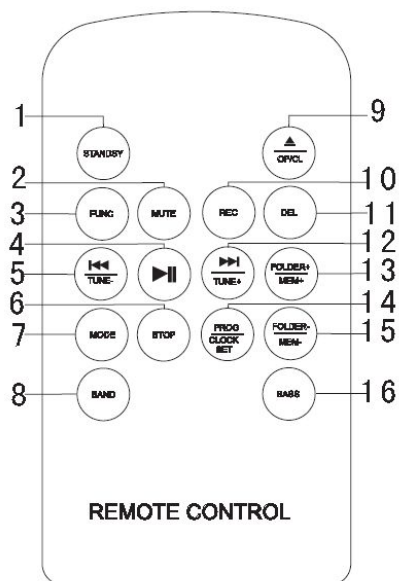 1
9
STANDBY
OP/CL
2
10
3
FUNC
MUTE
REC
DEL
11
4
12
5
TUNE-
TUNE+
FOLDER+
MEM+
13
6
14
7
MODE
STOP
PROG
CLOCK
SET
FOLDER-
MEM-
15
8
BAND
BASS
16
REMOTE CONTROL